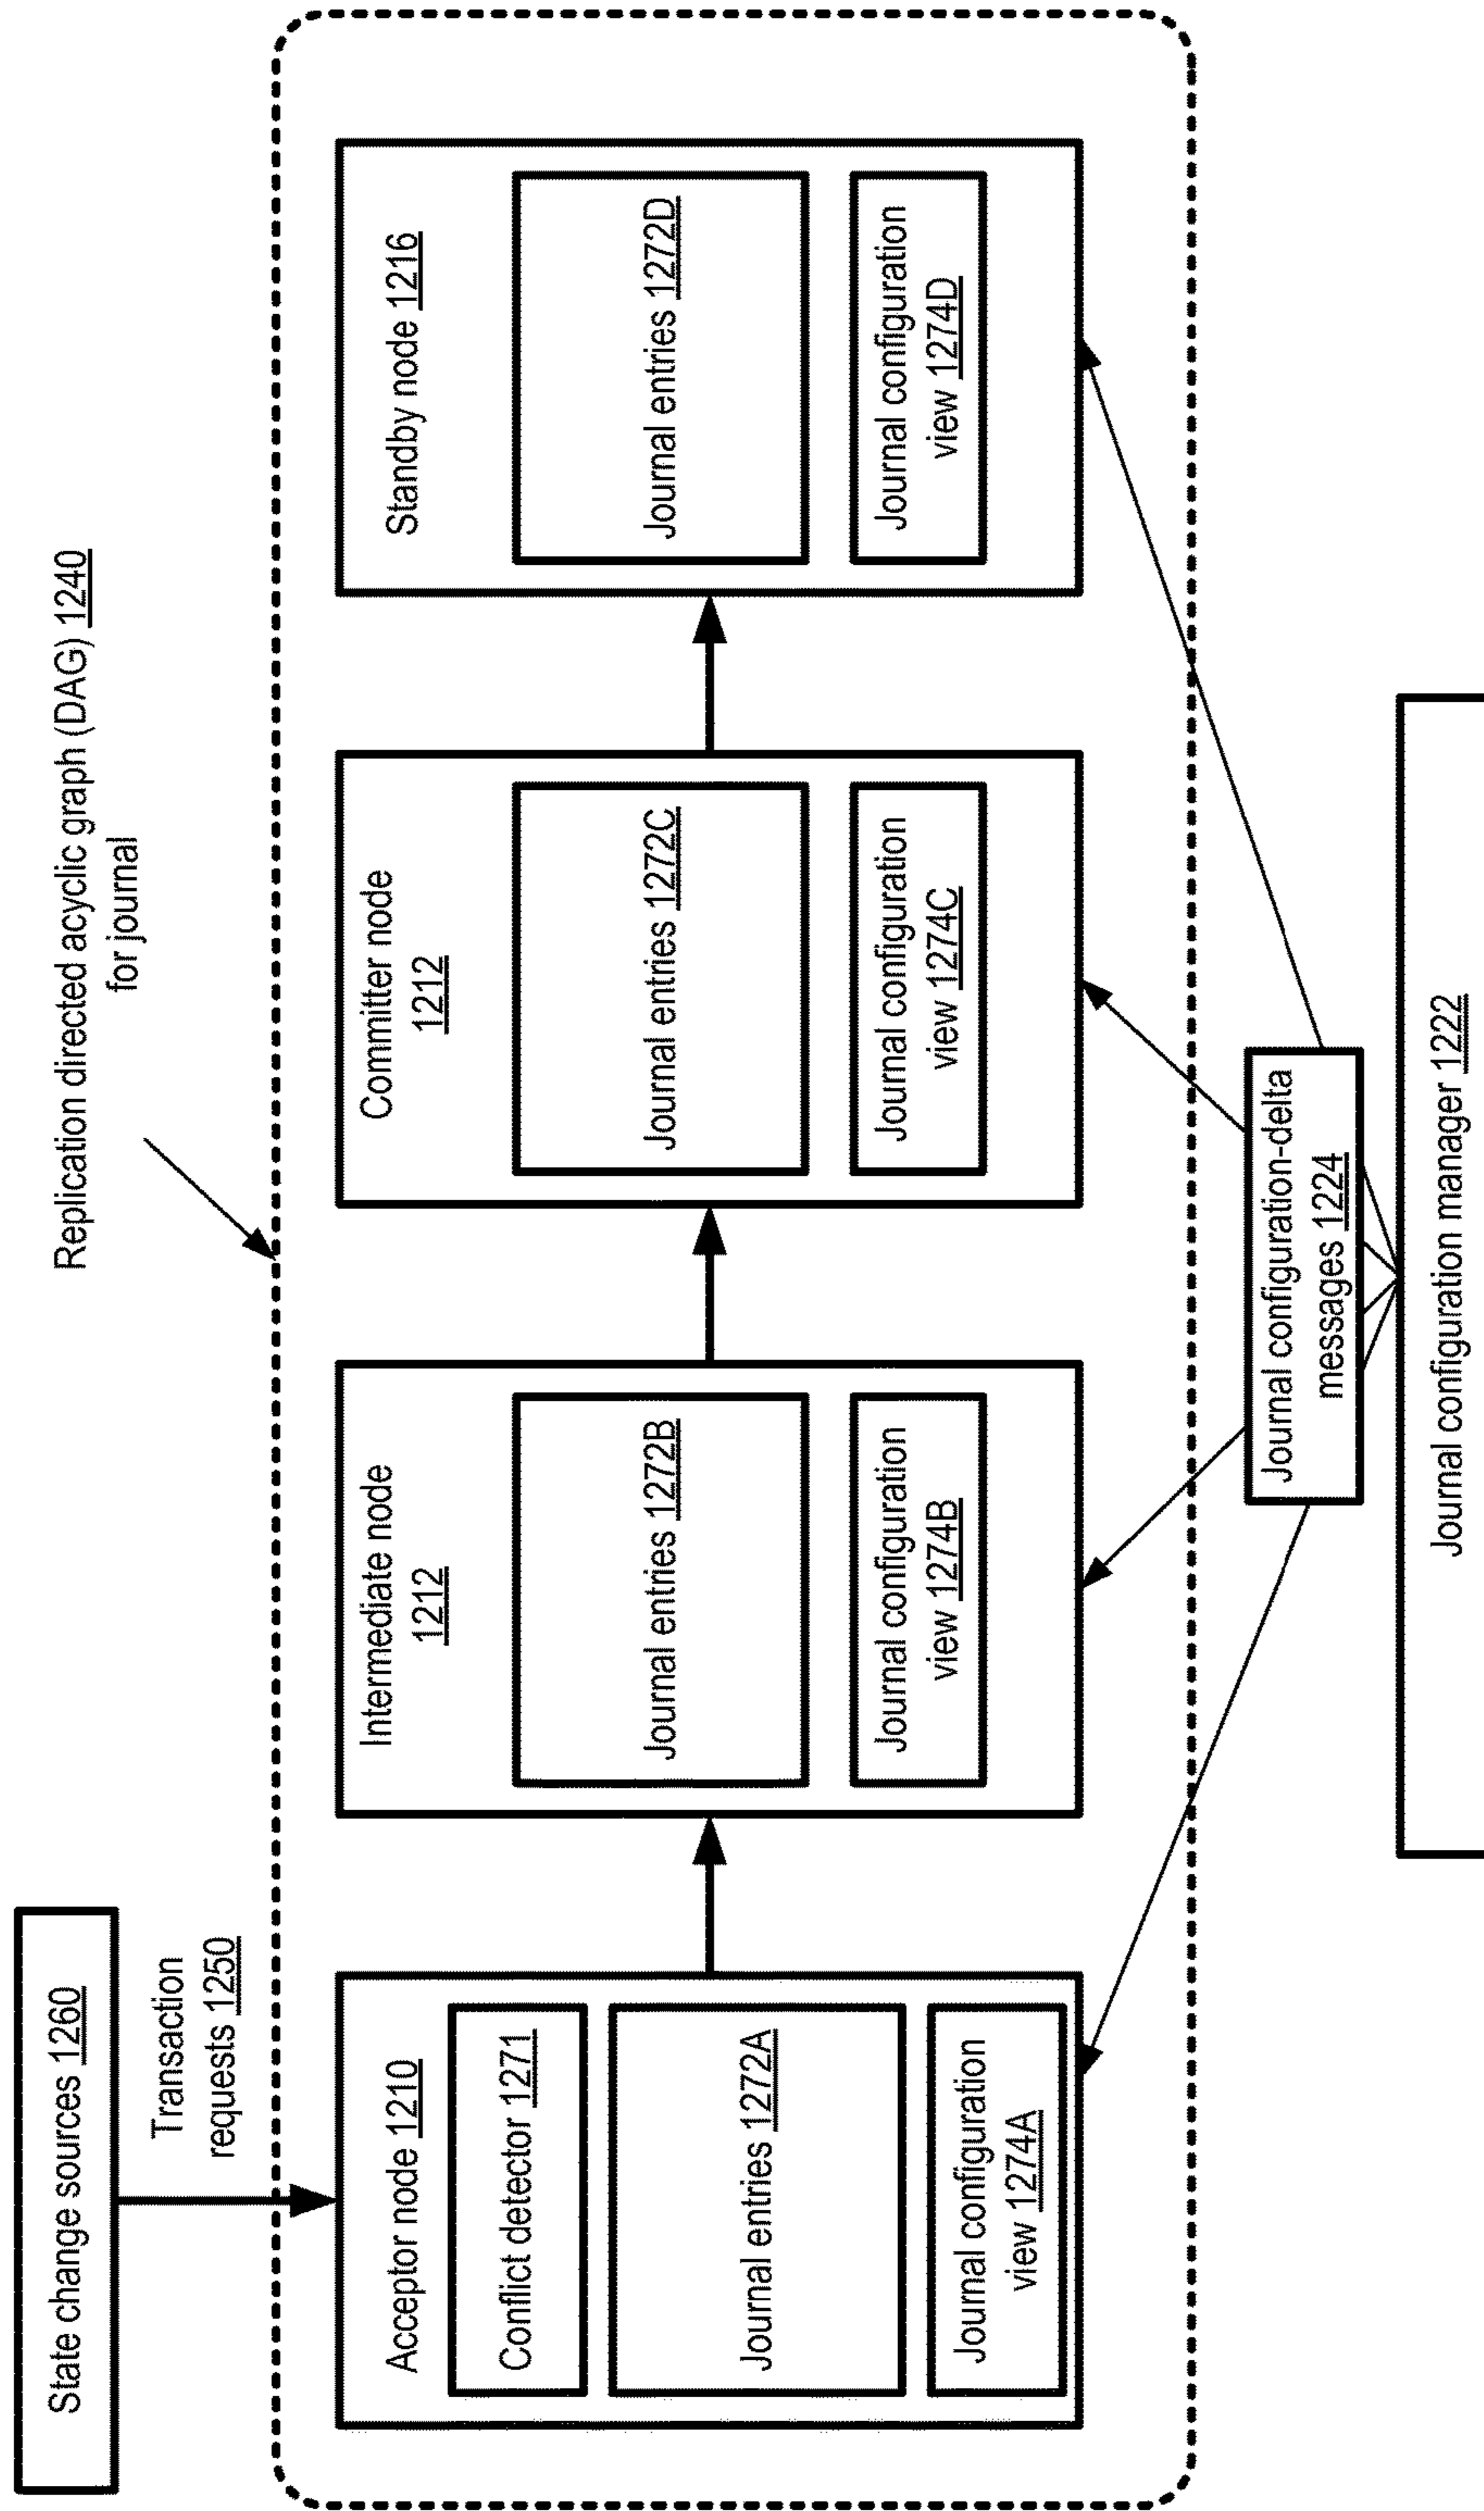 State change sources 1260
Transaction
requests 1250
Replication directed acyclic graph (DAG) 1240
for journal
Acceptor node 1210
Conflict detector 1271
Journal entries 1272A
Journal configuration
view 1274A
Intermediate node
1212
Journal entries 1272B
Journal configuration
view 1274B
Committer node
1212
Journal entries 1272C
Journal configuration
view 1274C
Standby node 1216
Journal entries 1272D
Journal configuration
view 1274D
Journal configuration-delta
messages 1224
Journal configuration manager 1222